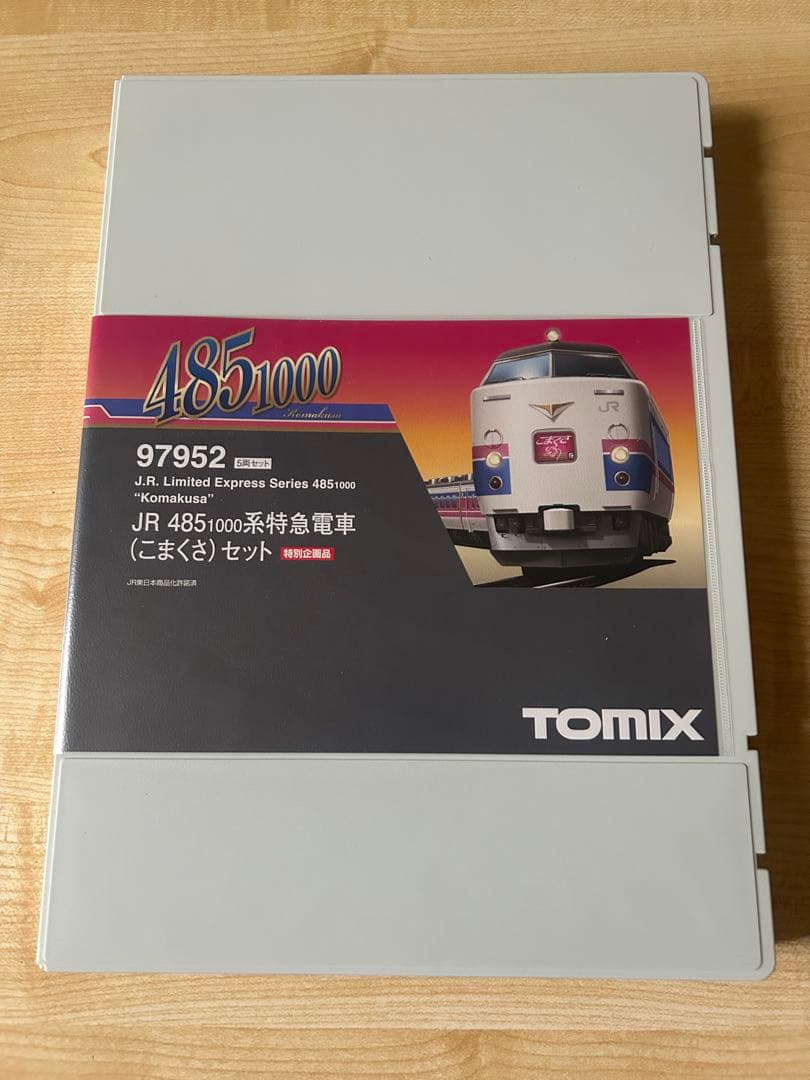 4851000
Komakusa
97952 5両セット
J.R. Limited Express Series 4851000
“Komakusa”
JR 4851000系特急電車
(こまくさ) セット 特別企画品
JR東日本商品化許諾済
JR
こまくさ
TOMIX